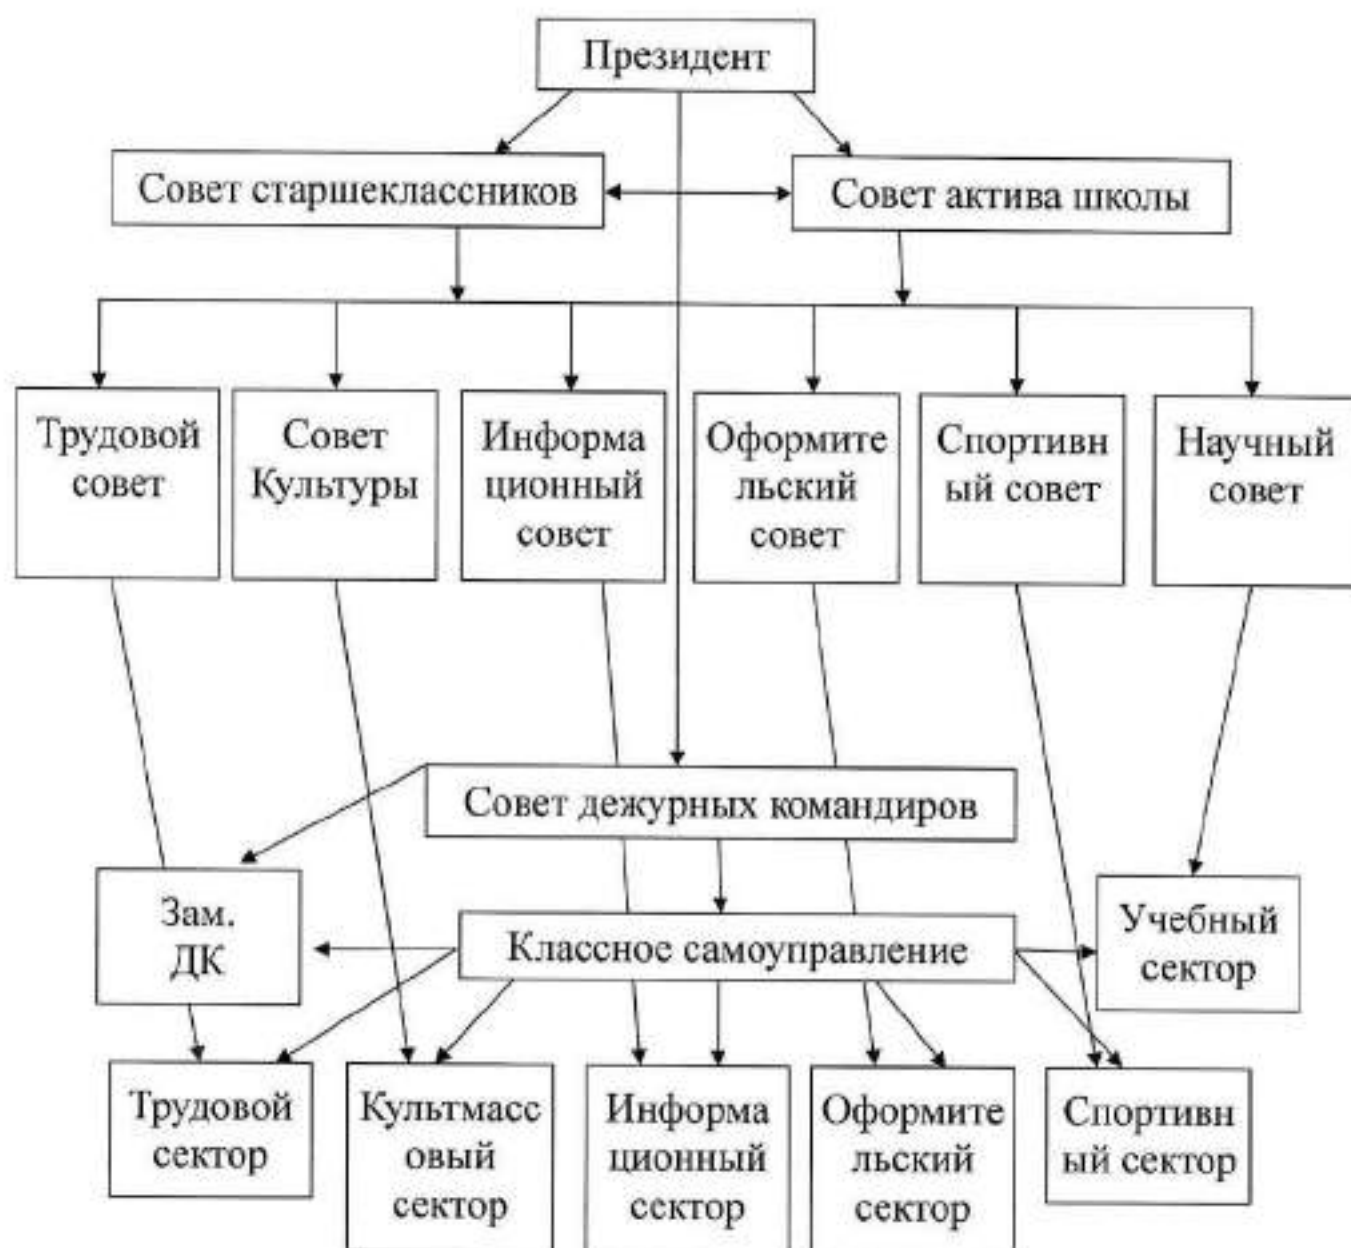 Президент
Совет старшеклассников
Совет актива школы
Трудовой
совет
Совет
Культуры
Информа
ционный
совет
Оформите
льский
совет
Спортивн
ый совет
Научный
совет
Совет дежурных командиров
Зам.
ДК
Классное самоуправление
Учебный
сектор
Трудовой
сектор
Культмасс
овый
сектор
Информа
ционный
сектор
Оформите
льский
сектор
Спортивн
ый сектор